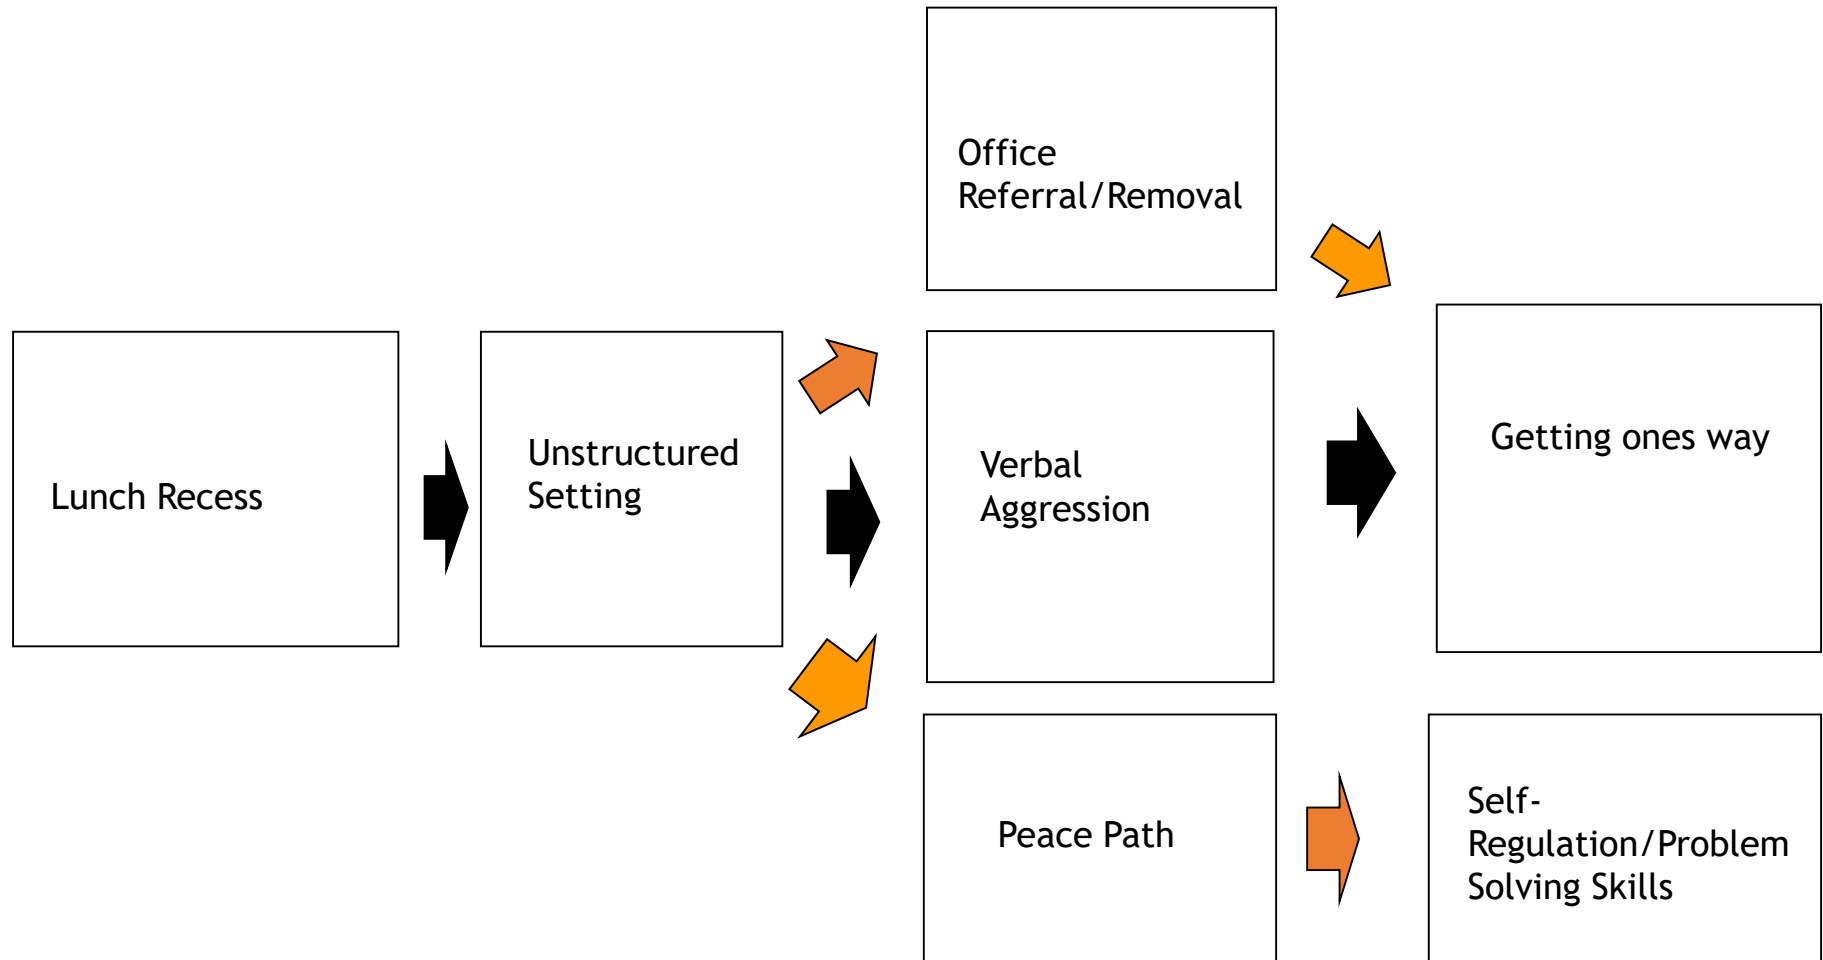 Office
Referral/Removal
Lunch Recess
Unstructured
Setting
Verbal
Aggression
Getting ones way
Peace Path
Self-
Regulation/Problem
Solving Skills